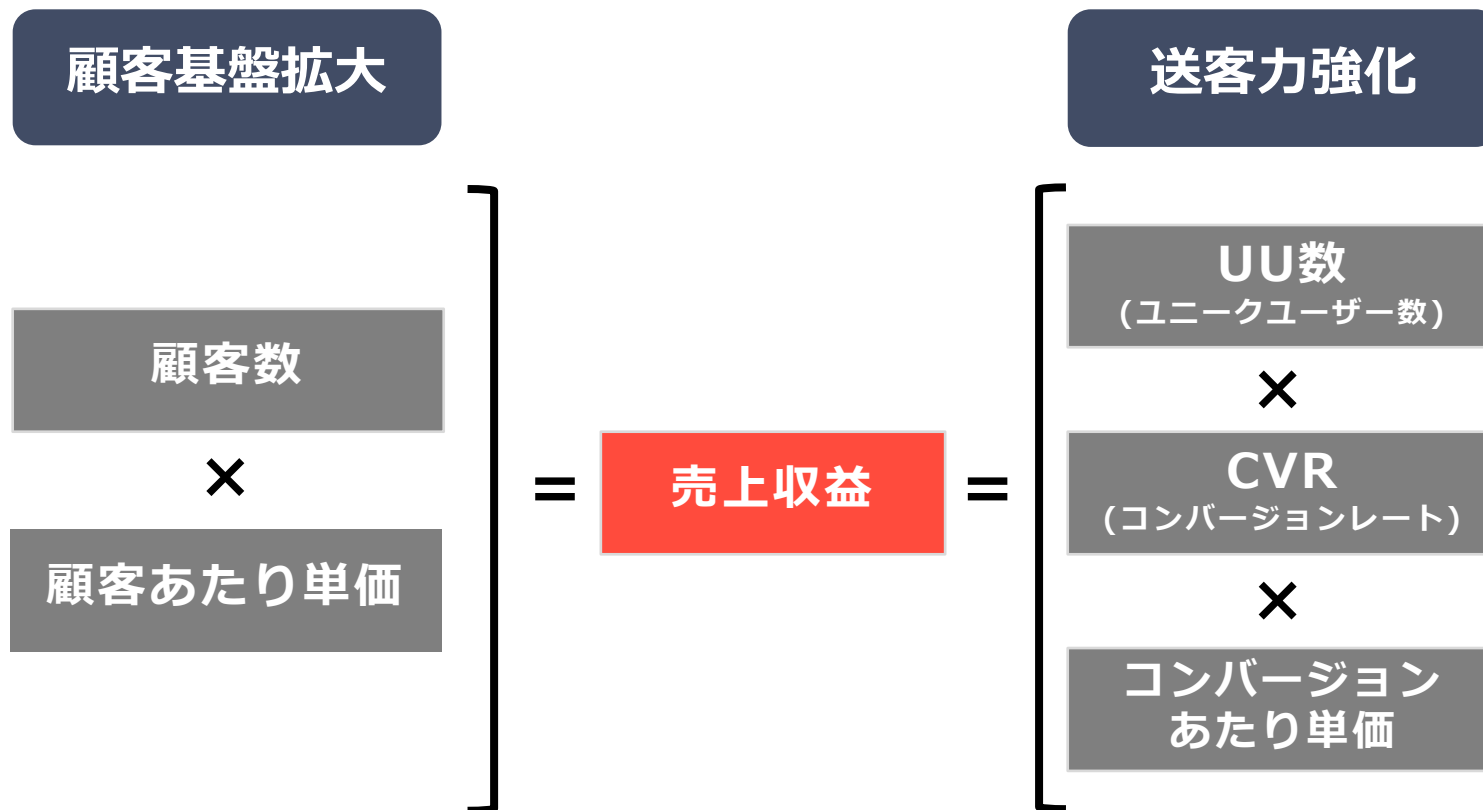 顧客基盤拡大
顧客数
×
顧客あたり単価
=
売上収益
=
送客力強化
UU数
(ユニークユーザー数)
×
CVR
(コンバージョンレート)
×
コンバージョン
あたり単価